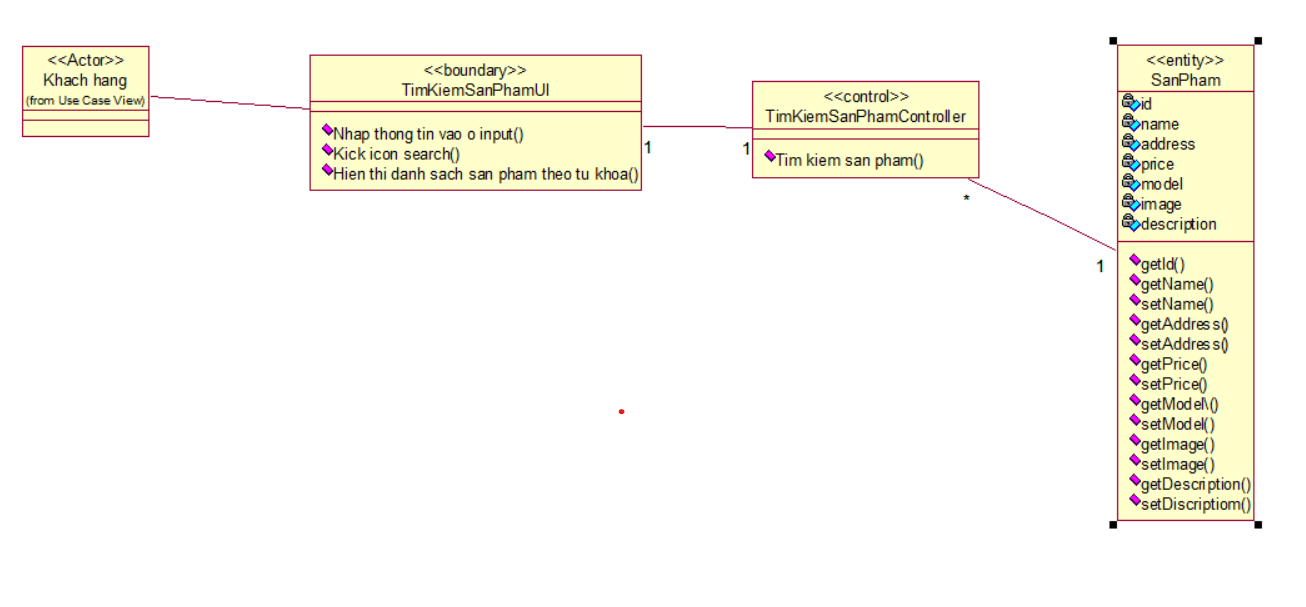 <<Actor>>
Khach hang
(from Use Case View)
<<boundary>>
TimKiemSanPhamUI
Nhap thong tin vao o input()
Kick icon search()
Hien thi danh sach san pham theo tu khoa()
1
1
<<control>>
TimKiemSanPhamController
Tim kiem san pham()
*
1
<<entity>>
SanPham
id
name
address
price
model
image
description
getId()
getName()
setName()
getAddress()
setAddress()
getPrice()
setPrice()
getModel\()
setModel()
getImage()
setImage()
getDescription()
setDiscriptiom()